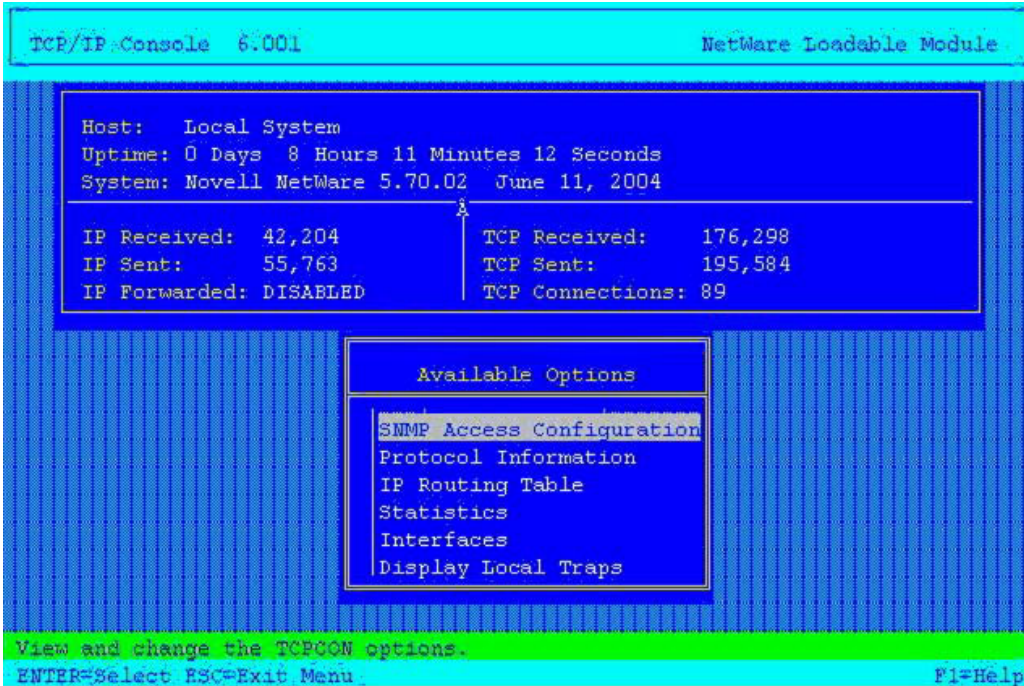 TCP/IP Console 6.001 NetWare Loadable Module
Host: Local System
Uptime: 0 Days 8 Hours 11 Minutes 12 Seconds
System: Novell NetWare 5.70.02 June 11, 2004
IP Received: 42,204 TCP Received: 176,298
IP Sent: 55,763 TCP Sent: 195,584
IP Forwarded: DISABLED TCP Connections: 89
Available Options
SNMP Access Configuration
Protocol Information
IP Routing Table
Statistics
Interfaces
Display Local Traps
View and change the TCPCON options.
ENTER=Select ESC=Exit Menu F1=Help